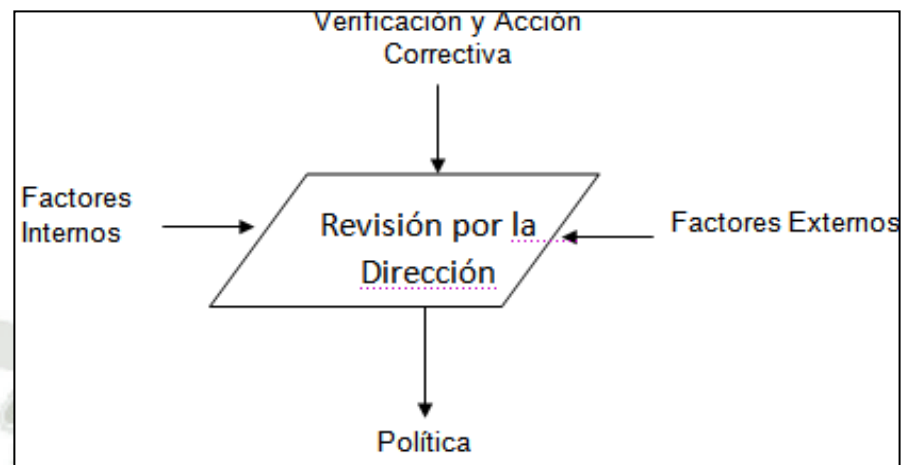 Verificación y Acción
Correctiva
Factores
Internos
Revisión por la
Dirección
Factores Externos
Política